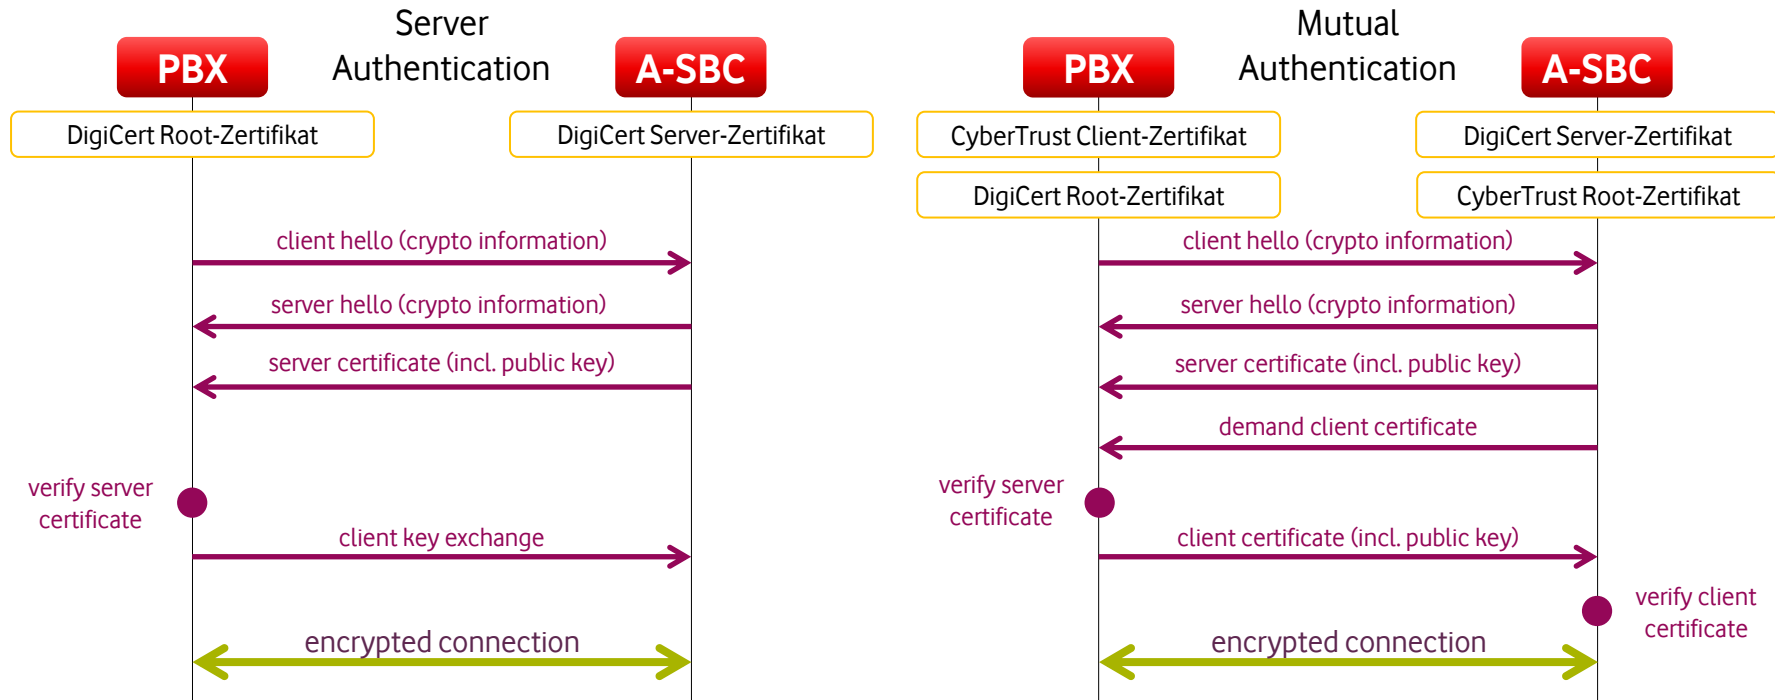 Server
Authentication
PBX
A-SBC
DigiCert Root-Zertifikat
DigiCert Server-Zertifikat
client hello (crypto information)
server hello (crypto information)
server certificate (incl. public key)
verify server
certificate
client key exchange
encrypted connection
Mutual
Authentication
PBX
A-SBC
CyberTrust Client-Zertifikat
DigiCert Server-Zertifikat
DigiCert Root-Zertifikat
CyberTrust Root-Zertifikat
client hello (crypto information)
server hello (crypto information)
server certificate (incl. public key)
demand client certificate
verify server
certificate
client certificate (incl. public key)
verify client
certificate
encrypted connection